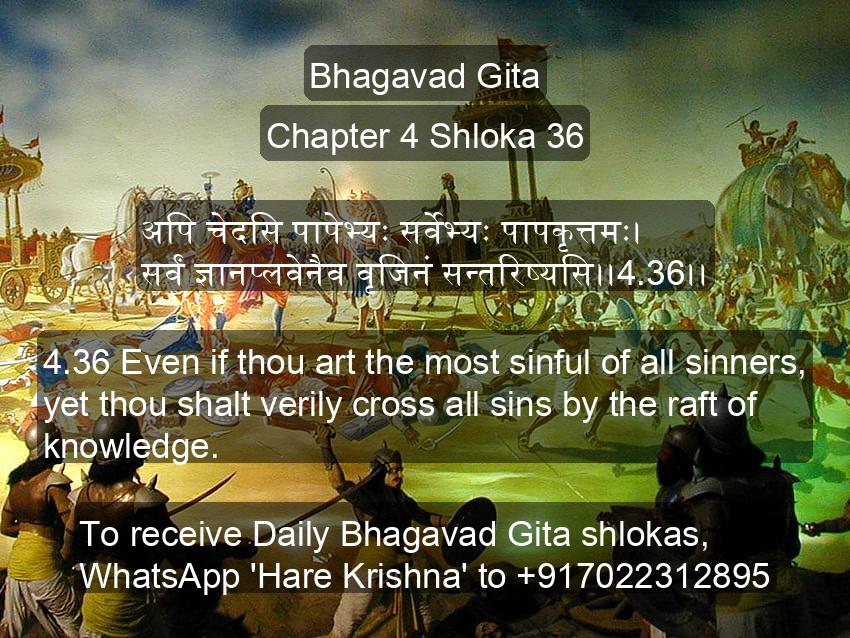 Bhagavad Gita
Chapter 4 Shloka 36
अपि चेदसि पापेभ्यः सर्वेभ्यः पापकृत्तमः।
सर्वं ज्ञानप्लवेनैव वृजिनं सन्तरिष्यसि।।4.36।।
4.36 Even if thou art the most sinful of all sinners,
yet thou shalt verily cross all sins by the raft of
knowledge.
To receive Daily Bhagavad Gita shlokas,
WhatsApp 'Hare Krishna' to +917022312895